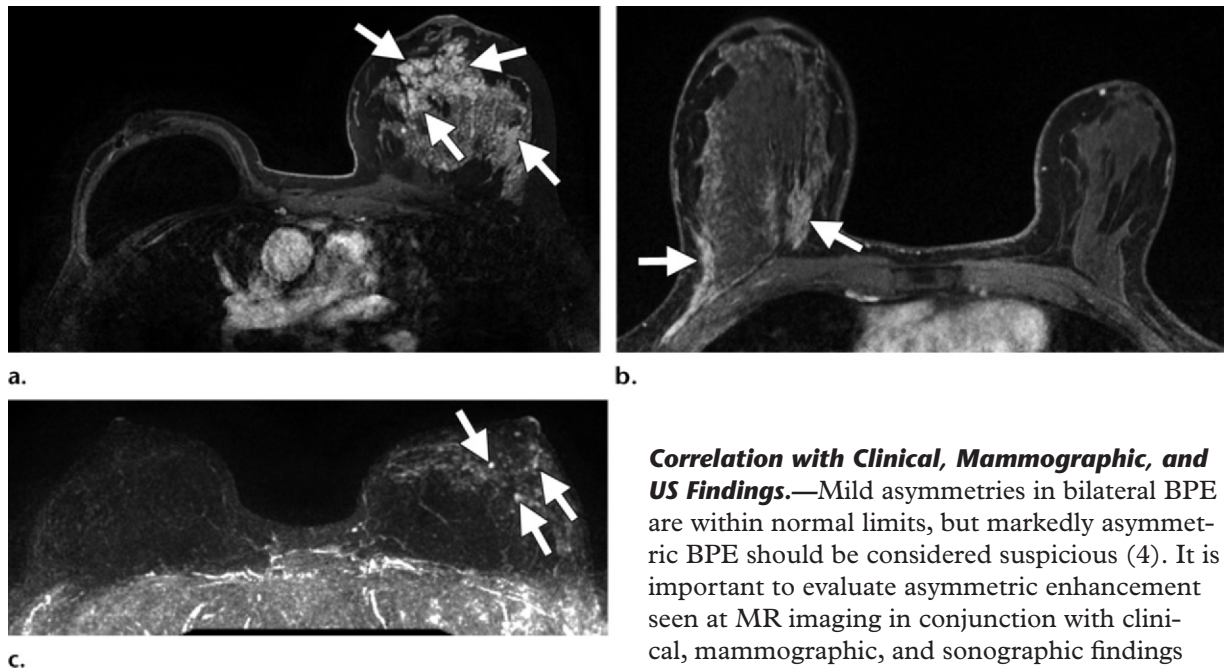 a.
b.
c.
Correlation with Clinical, Mammographic, and
US Findings.—Mild asymmetries in bilateral BPE
are within normal limits, but markedly asymmet-
ric BPE should be considered suspicious (4). It is
important to evaluate asymmetric enhancement
seen at MR imaging in conjunction with clini-
cal, mammographic, and sonographic findings